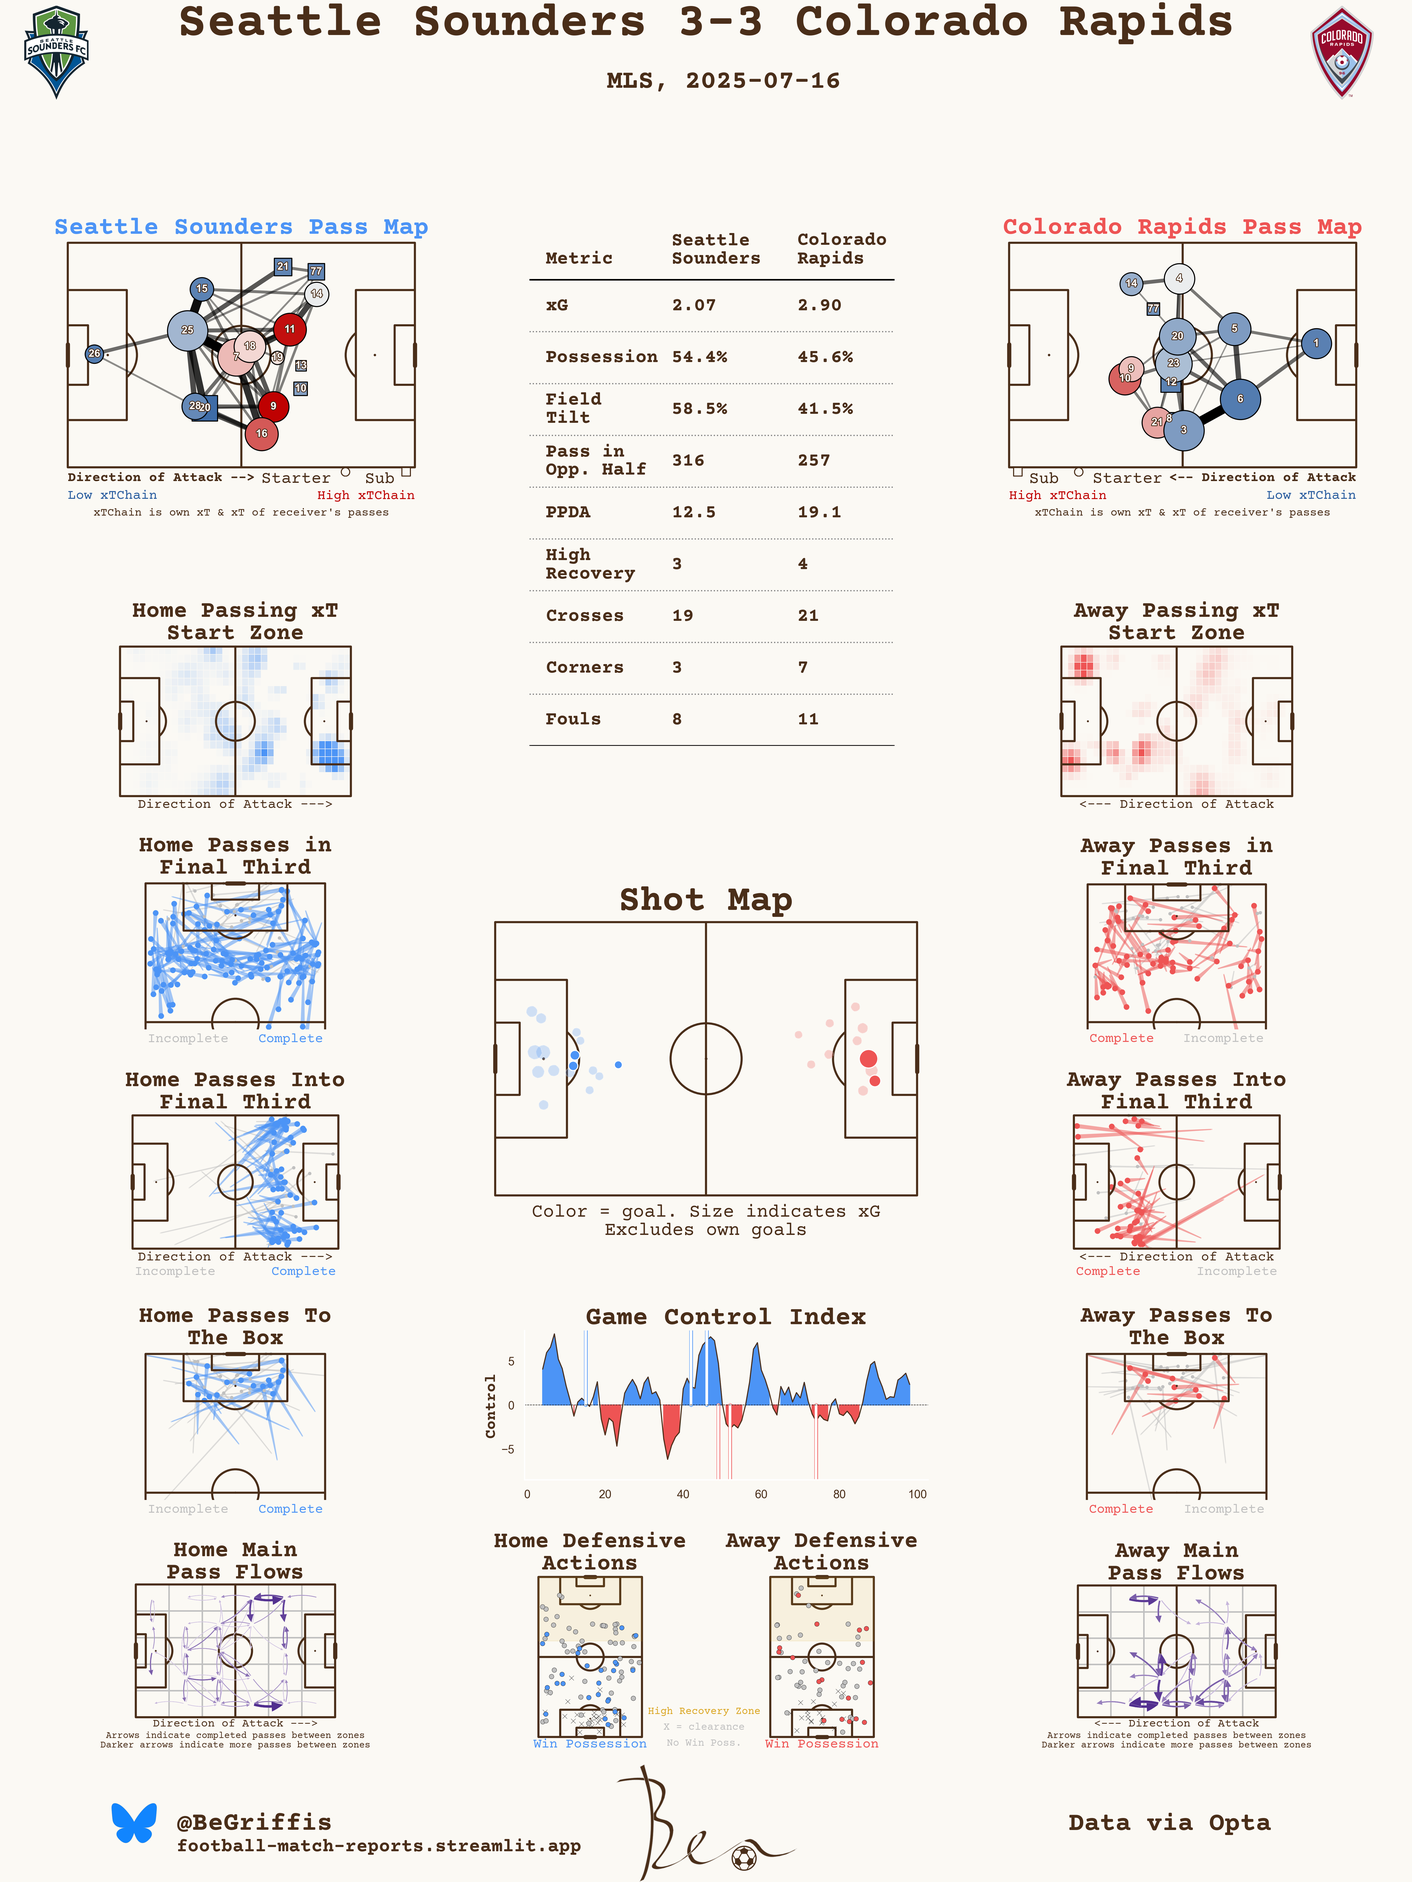 Seattle Sounders 3-3 Colorado Rapids
MLS, 2025-07-16
SEATTLE
SOUNDERS FC
COLORADO
RAPIDS
Seattle Sounders Pass Map
26
15
25
28
20
7
18
11
9
16
19
13
10
14
21
77
Direction of Attack --> Starter Sub
Low xTChain High xTChain
xTChain is own xT & xT of receiver's passes
Metric Seattle Sounders Colorado Rapids
xG 2.07 2.90
Possession 54.4% 45.6%
Field Tilt 58.5% 41.5%
Pass in Opp. Half 316 257
PPDA 12.5 19.1
High Recovery 3 4
Crosses 19 21
Corners 3 7
Fouls 8 11
Colorado Rapids Pass Map
14
4
77
20
5
1
23
9
10
12
6
21
8
3
Sub Starter <-- Direction of Attack
High xTChain Low xTChain
xTChain is own xT & xT of receiver's passes
Home Passing xT
Start Zone
Direction of Attack --->
Away Passing xT
Start Zone
<--- Direction of Attack
Home Passes in
Final Third
Incomplete Complete
Away Passes in
Final Third
Complete Incomplete
Shot Map
Color = goal. Size indicates xG
Excludes own goals
Home Passes Into
Final Third
Direction of Attack --->
Incomplete Complete
Away Passes Into
Final Third
<--- Direction of Attack
Complete Incomplete
Home Passes To
The Box
Incomplete Complete
Game Control Index
Control
5
0
−5
0 20 40 60 80 100
Away Passes To
The Box
Complete Incomplete
Home Main
Pass Flows
Direction of Attack --->
Arrows indicate completed passes between zones
Darker arrows indicate more passes between zones
Home Defensive
Actions
Win Possession
High Recovery Zone
X = clearance
No Win Poss.
Away Defensive
Actions
Win Possession
Away Main
Pass Flows
<--- Direction of Attack
Arrows indicate completed passes between zones
Darker arrows indicate more passes between zones
@BeGriffis
football-match-reports.streamlit.app
Ben
Data via Opta